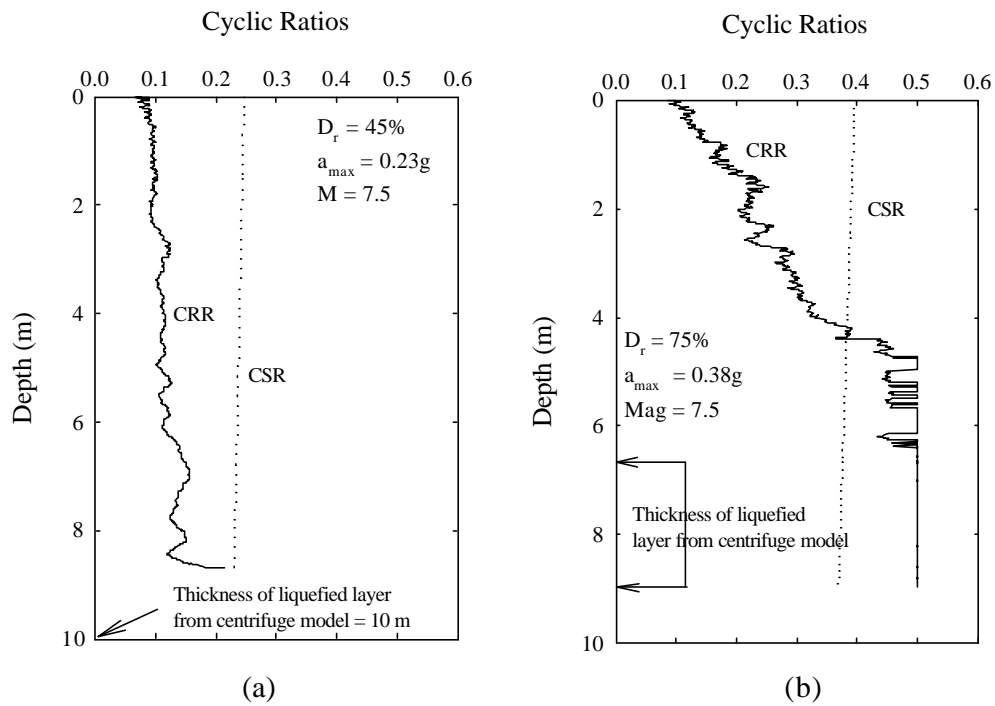 Cyclic Ratios
0.0 0.1 0.2 0.3 0.4 0.5 0.6
0
2
4
6
8
10
Depth (m)
D_r = 45%
a_max = 0.23g
M = 7.5
CRR
CSR
Thickness of liquefied layer
from centrifuge model = 10 m
(a)
Cyclic Ratios
0.0 0.1 0.2 0.3 0.4 0.5 0.6
0
2
4
6
8
10
Depth (m)
CRR
CSR
D_r = 75%
a_max = 0.38g
Mag = 7.5
Thickness of liquefied
layer from centrifuge model
(b)